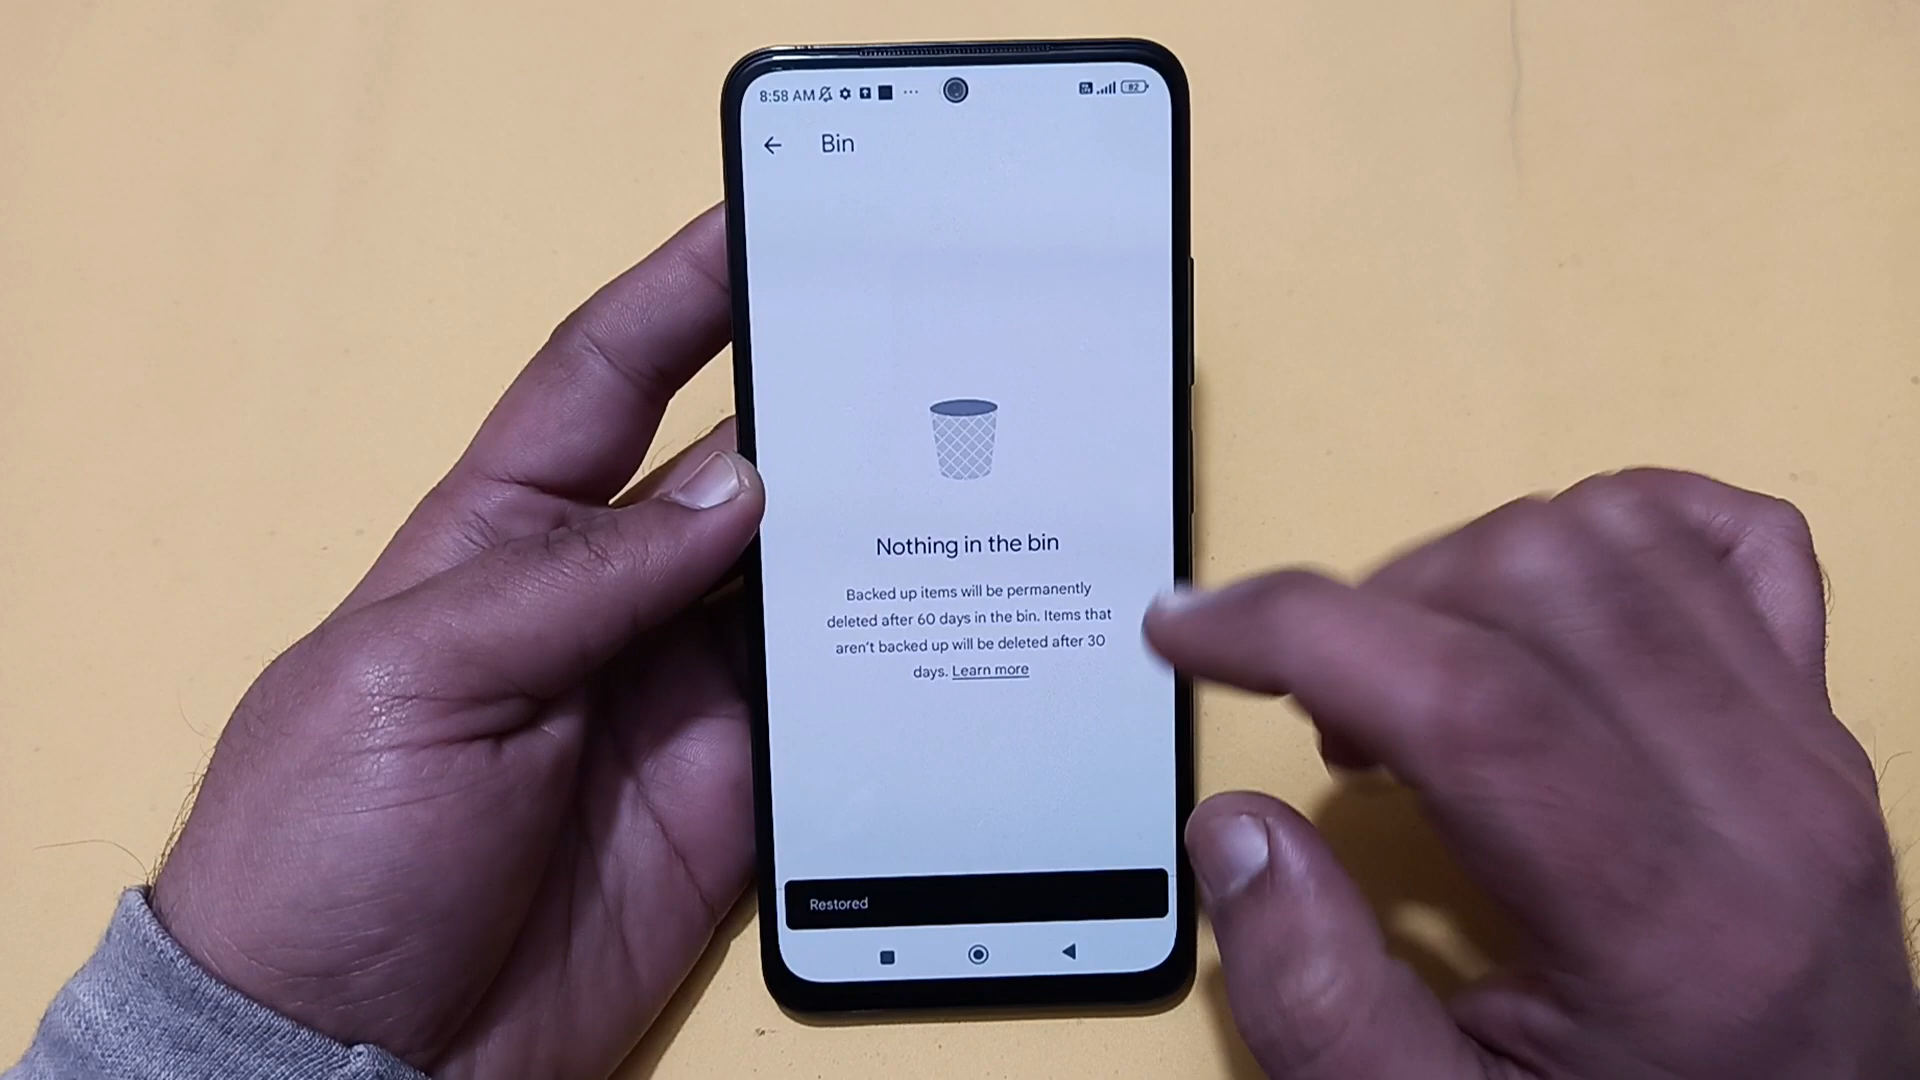 8:58 AM
82
Bin
Nothing in the bin
Backed up items will be permanently
deleted after 60 days in the bin. Items that
aren't backed up will be deleted after 30
days. Learn more
Restored